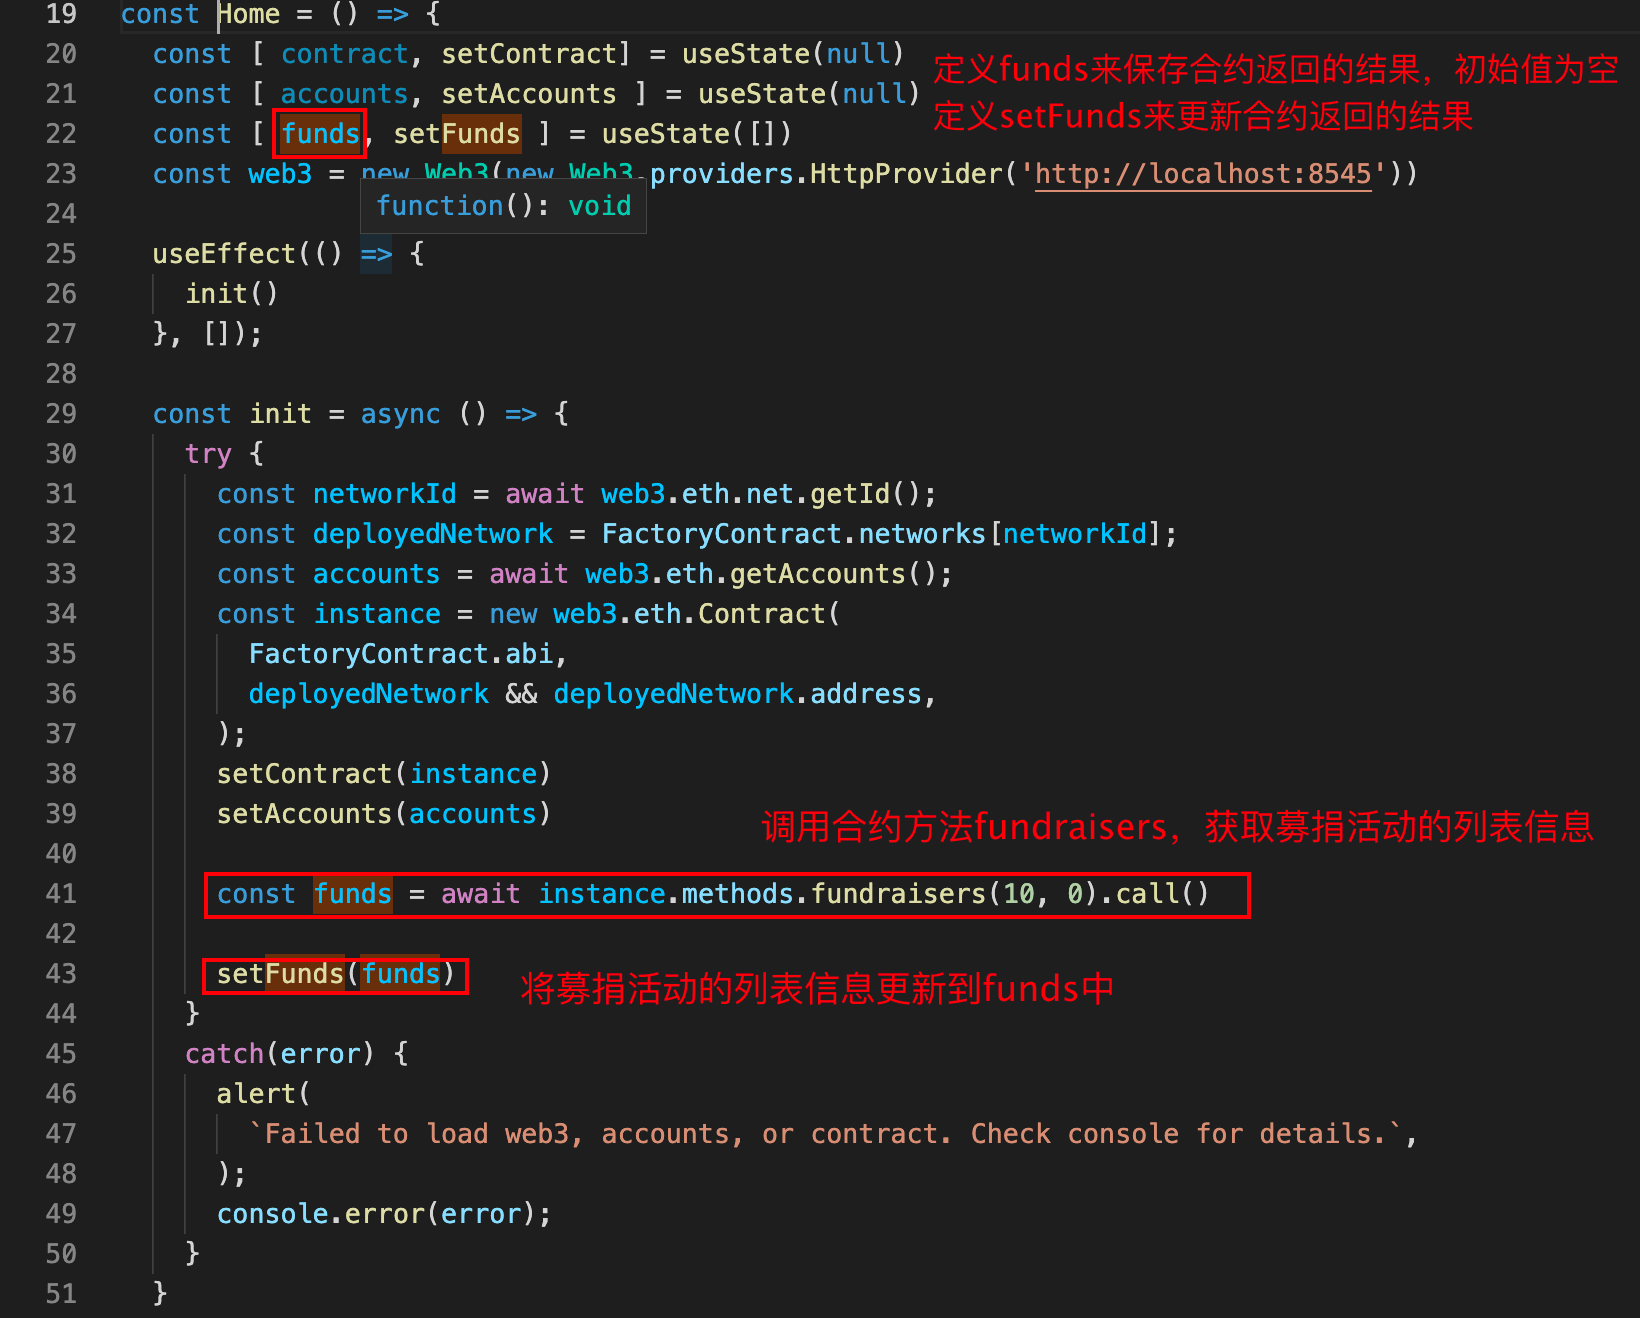 19 const Home = () => {
20 const [ contract, setContract] = useState(null)
定义funds来保存合约返回的结果，初始值为空
21 const [ accounts, setAccounts ] = useState(null)
定义setFunds来更新合约返回的结果
22 const [ funds, setFunds ] = useState([])
23 const web3 = new Web3(new Web3.providers.HttpProvider('http://localhost:8545'))
24 function(): void
25 useEffect(() => {
26 init()
27 }, []);
28
29 const init = async () => {
30 try {
31 const networkId = await web3.eth.net.getId();
32 const deployedNetwork = FactoryContract.networks[networkId];
33 const accounts = await web3.eth.getAccounts();
34 const instance = new web3.eth.Contract(
35 FactoryContract.abi,
36 deployedNetwork && deployedNetwork.address,
37 );
38 setContract(instance)
39 setAccounts(accounts)
调用合约方法fundraisers，获取募捐活动的列表信息
40
41 const funds = await instance.methods.fundraisers(10, 0).call()
42
43 setFunds(funds)
将募捐活动的列表信息更新到funds中
44 }
45 catch(error) {
46 alert(
47 `Failed to load web3, accounts, or contract. Check console for details.`,
48 );
49 console.error(error);
50 }
51 }